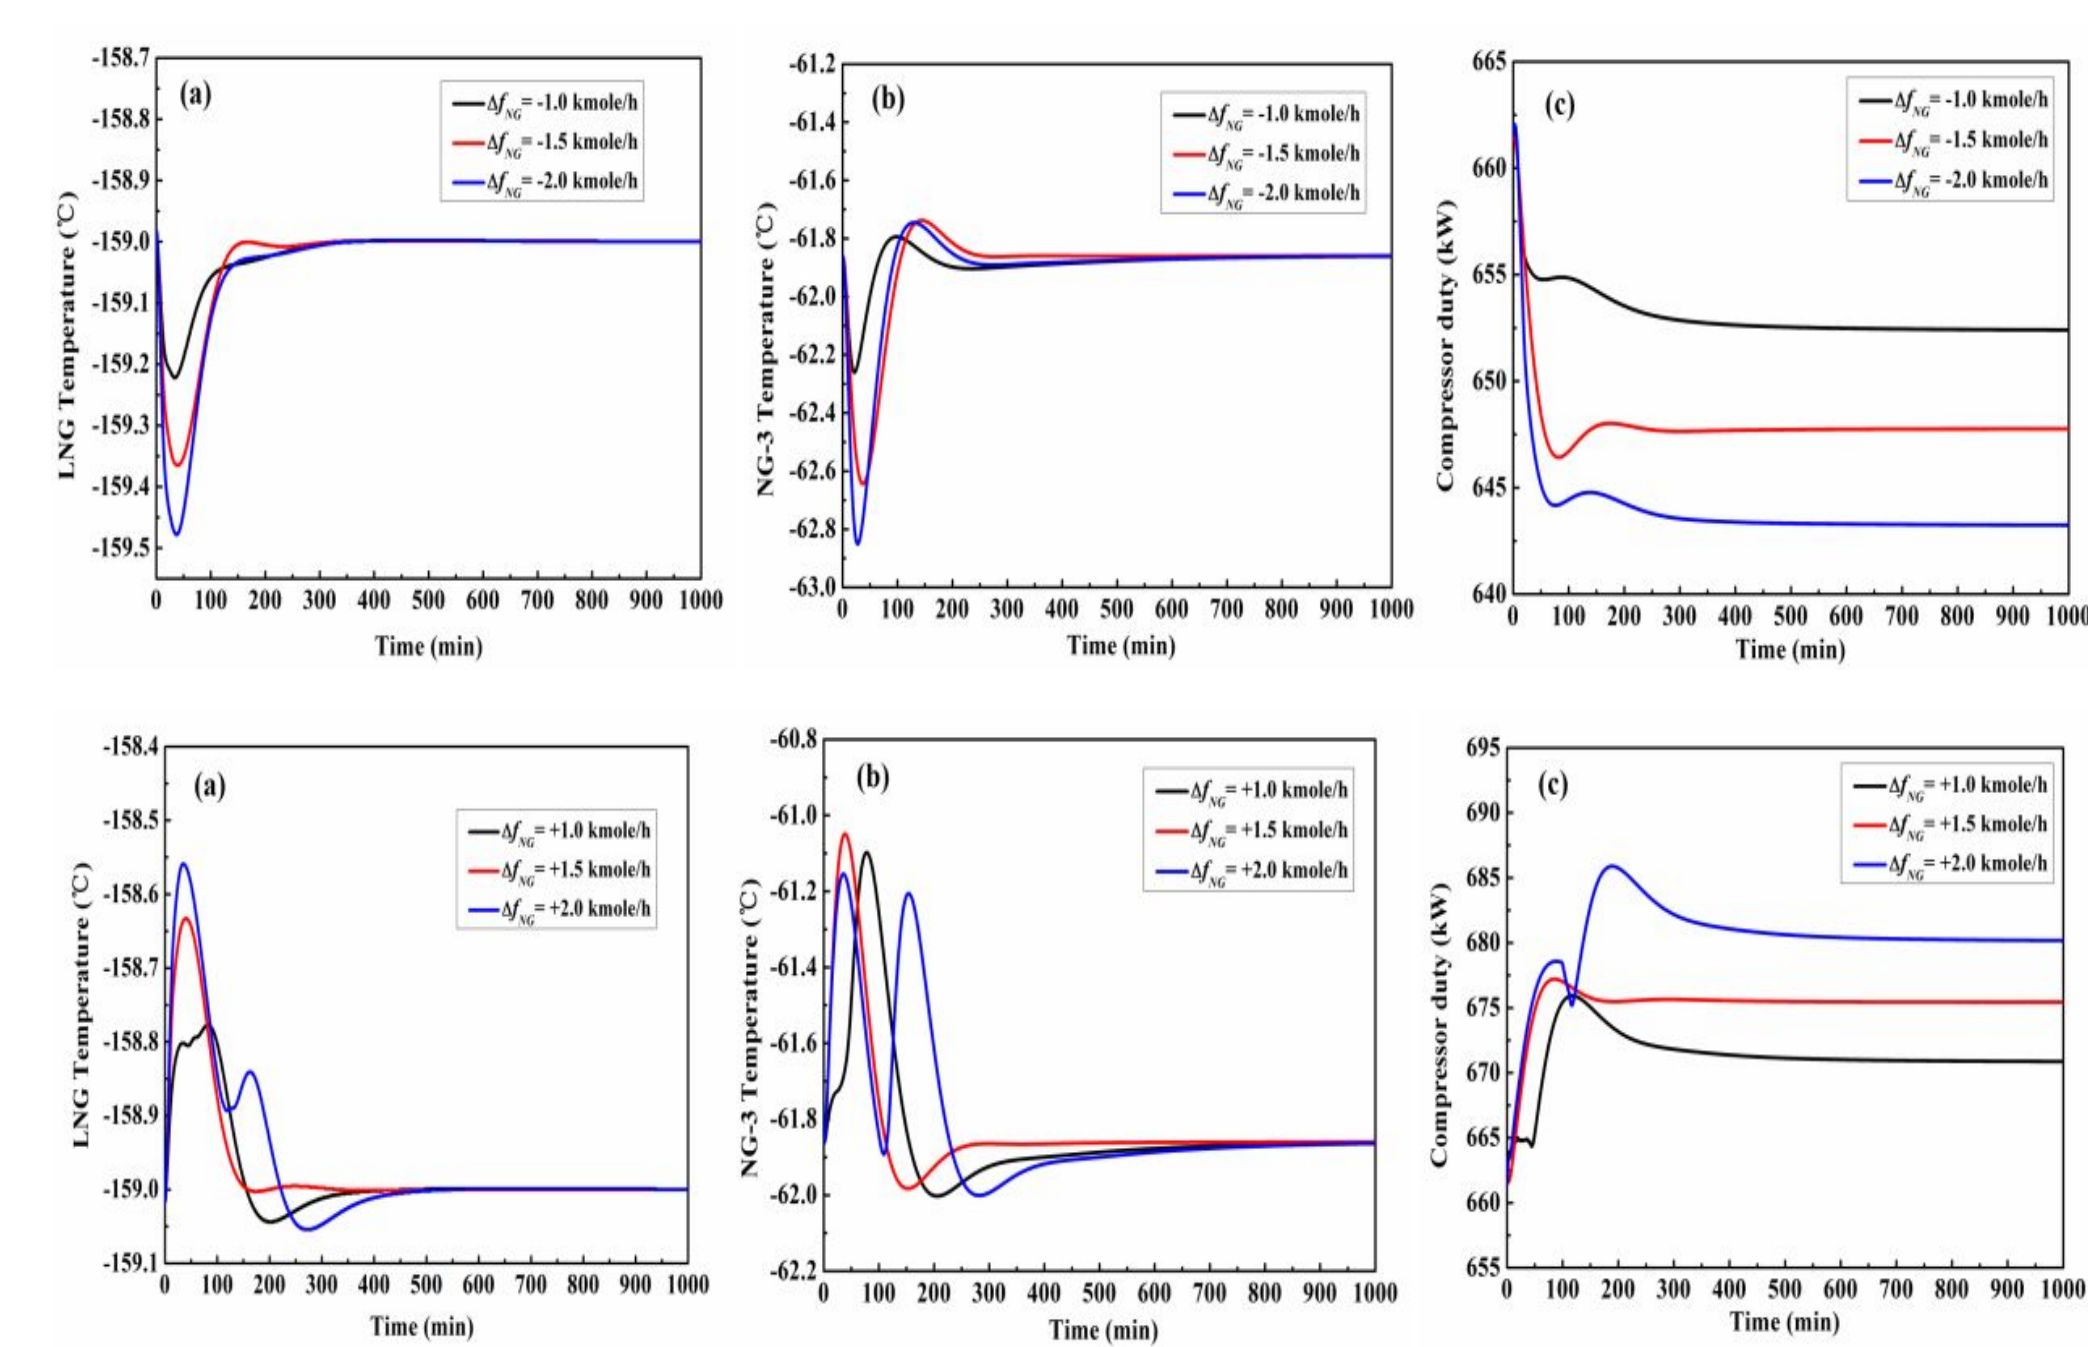 -158.7
-158.8
-158.9
-159.0
-159.1
-159.2
-159.3
-159.4
-159.5
LNG Temperature (℃)
(a)
Δf_NG= -1.0 kmole/h
Δf_NG= -1.5 kmole/h
Δf_NG= -2.0 kmole/h
0 100 200 300 400 500 600 700 800 900 1000
Time (min)
-61.2
-61.4
-61.6
-61.8
-62.0
-62.2
-62.4
-62.6
-62.8
-63.0
NG-3 Temperature (℃)
(b)
Δf_NG= -1.0 kmole/h
Δf_NG= -1.5 kmole/h
Δf_NG= -2.0 kmole/h
0 100 200 300 400 500 600 700 800 900 1000
Time (min)
665
660
655
650
645
640
Compressor duty (kW)
(c)
Δf_NG= -1.0 kmole/h
Δf_NG= -1.5 kmole/h
Δf_NG= -2.0 kmole/h
0 100 200 300 400 500 600 700 800 900 1000
Time (min)
-158.4
-158.5
-158.6
-158.7
-158.8
-158.9
-159.0
-159.1
LNG Temperature (℃)
(a)
Δf_NG= +1.0 kmole/h
Δf_NG= +1.5 kmole/h
Δf_NG= +2.0 kmole/h
0 100 200 300 400 500 600 700 800 900 1000
Time (min)
-60.8
-61.0
-61.2
-61.4
-61.6
-61.8
-62.0
-62.2
NG-3 Temperature (℃)
(b)
Δf_NG= +1.0 kmole/h
Δf_NG= +1.5 kmole/h
Δf_NG= +2.0 kmole/h
0 100 200 300 400 500 600 700 800 900 1000
Time (min)
695
690
685
680
675
670
665
660
655
Compressor duty (kW)
(c)
Δf_NG= +1.0 kmole/h
Δf_NG= +1.5 kmole/h
Δf_NG= +2.0 kmole/h
0 100 200 300 400 500 600 700 800 900 1000
Time (min)